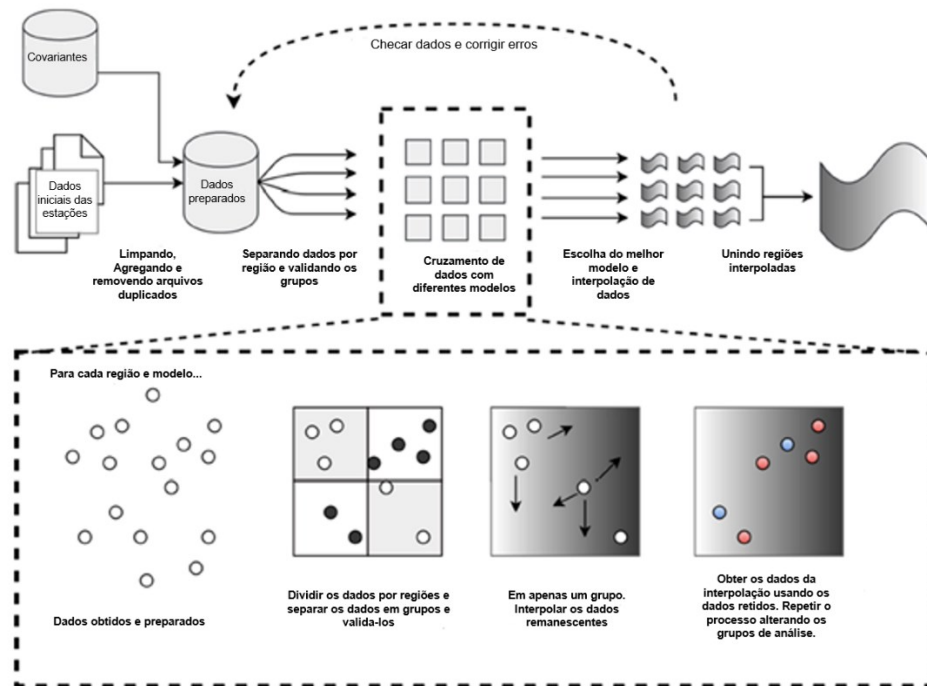 Covariantes
Checar dados e corrigir erros
Dados
iniciais das
estações
Dados
preparados
Limpando,
Agregando e
removendo arquivos
duplicados
Separando dados por
região e validando os
grupos
Cruzamento de
dados com
diferentes modelos
Escolha do melhor
modelo e
interpolação de
dados
Unindo regiões
interpoladas
Para cada região e modelo...
Dados obtidos e preparados
Dividir os dados por regiões e
separar os dados em grupos e
valida-los
Em apenas um grupo.
Interpolar os dados
remanescentes
Obter os dados da
interpolação usando os
dados retidos. Repetir o
processo alterando os
grupos de análise.